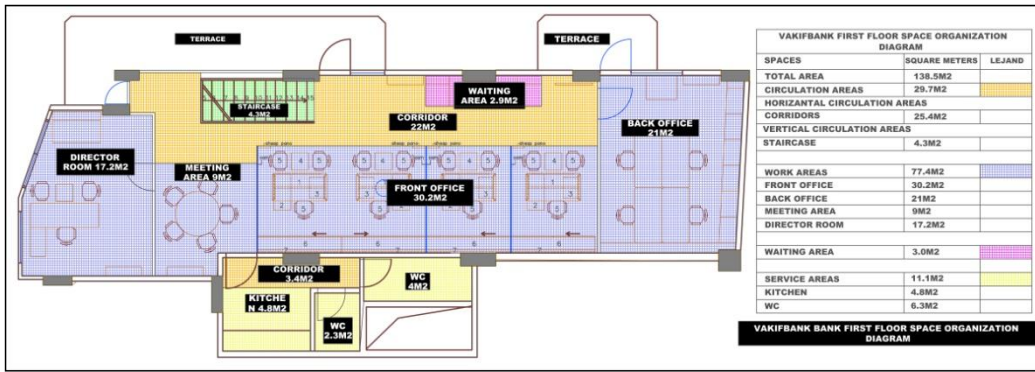 TERRACE
TERRACE
STAIRCASE
4.3M2
WAITING
AREA 2.9M2
CORRIDOR
22M2
BACK OFFICE
21M2
DIRECTOR
ROOM 17.2M2
MEETING
AREA 9M2
FRONT OFFICE
30.2M2
CORRIDOR
3.4M2
WC
4M2
KITCHE
N 4.8M2
WC
2.3M2
VAKIFBANK FIRST FLOOR SPACE ORGANIZATION
DIAGRAM
SPACES SQUARE METERS LEJAND
TOTAL AREA 138.5M2
CIRCULATION AREAS 29.7M2
HORIZANTAL CIRCULATION AREAS
CORRIDORS 25.4M2
VERTICAL CIRCULATION AREAS
STAIRCASE 4.3M2
WORK AREAS 77.4M2
FRONT OFFICE 30.2M2
BACK OFFICE 21M2
MEETING AREA 9M2
DIRECTOR ROOM 17.2M2
WAITING AREA 3.0M2
SERVICE AREAS 11.1M2
KITCHEN 4.8M2
WC 6.3M2
VAKIFBANK BANK FIRST FLOOR SPACE ORGANIZATION
DIAGRAM